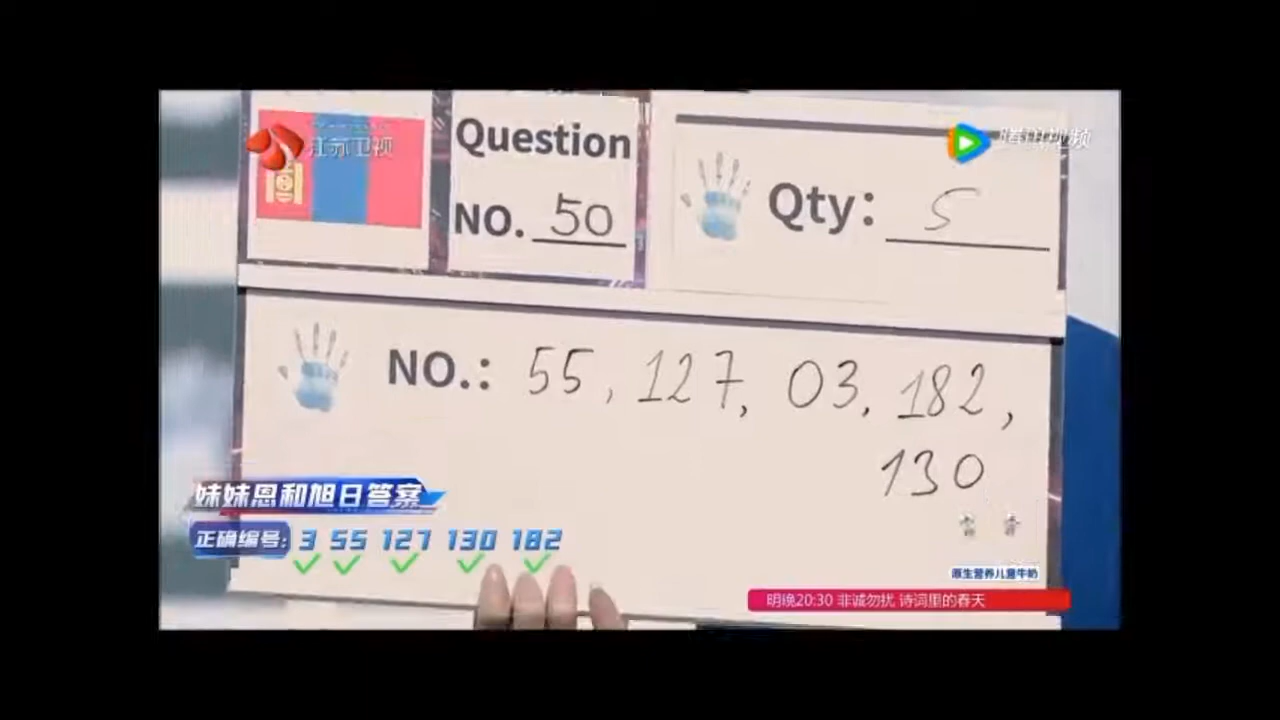 江苏卫视
腾讯视频
Question
NO. 50
Qty: 5
NO.: 55, 127, 03, 182,
130
妹妹恩和旭日答案
正确编号: 3 55 127 130 182
原生营养儿童牛奶
明晚20:30 非诚勿扰 诗词里的春天